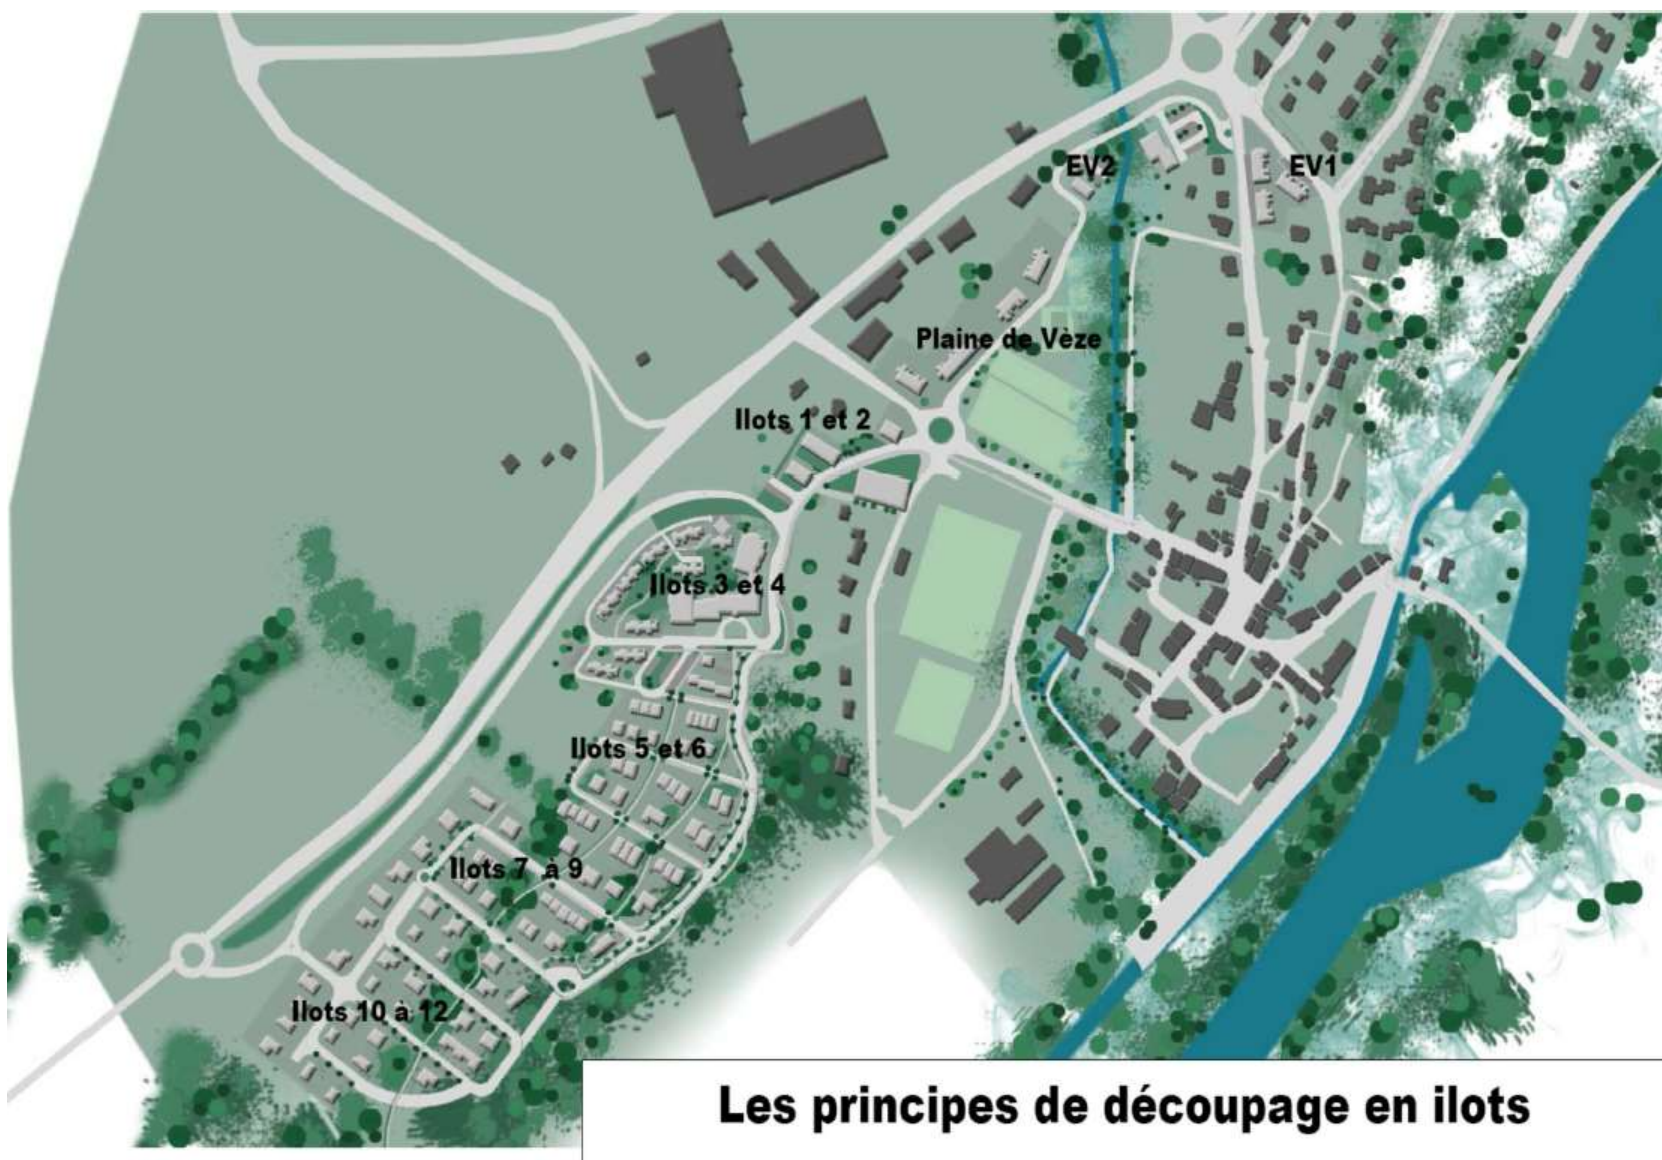 EV2
EV1
Plaine de Vèze
Ilots 1 et 2
Ilots 3 et 4
Ilots 5 et 6
Ilots 7 à 9
Ilots 10 à 12
Les principes de découpage en ilots